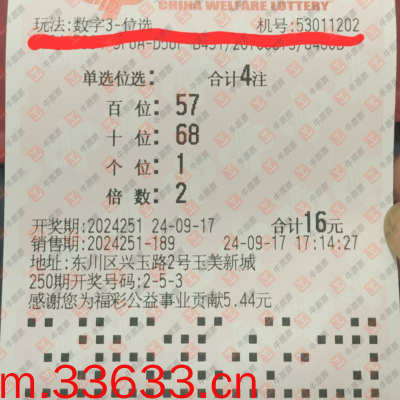 CHINA WELFARE LOTTERY
玩法:数字3-位选 机号:53011202
单选位选: 合计4注
百 位: 57
十 位: 68
个 位: 1
倍 数: 2
开奖期:2024251 24-09-17 合计16元
销售期:2024251-189 24-09-17 17:14:27
地址:东川区兴玉路2号玉美新城
250期开奖号码:2-5-3
感谢您为福彩公益事业贡献5.44元
m.33633.cn